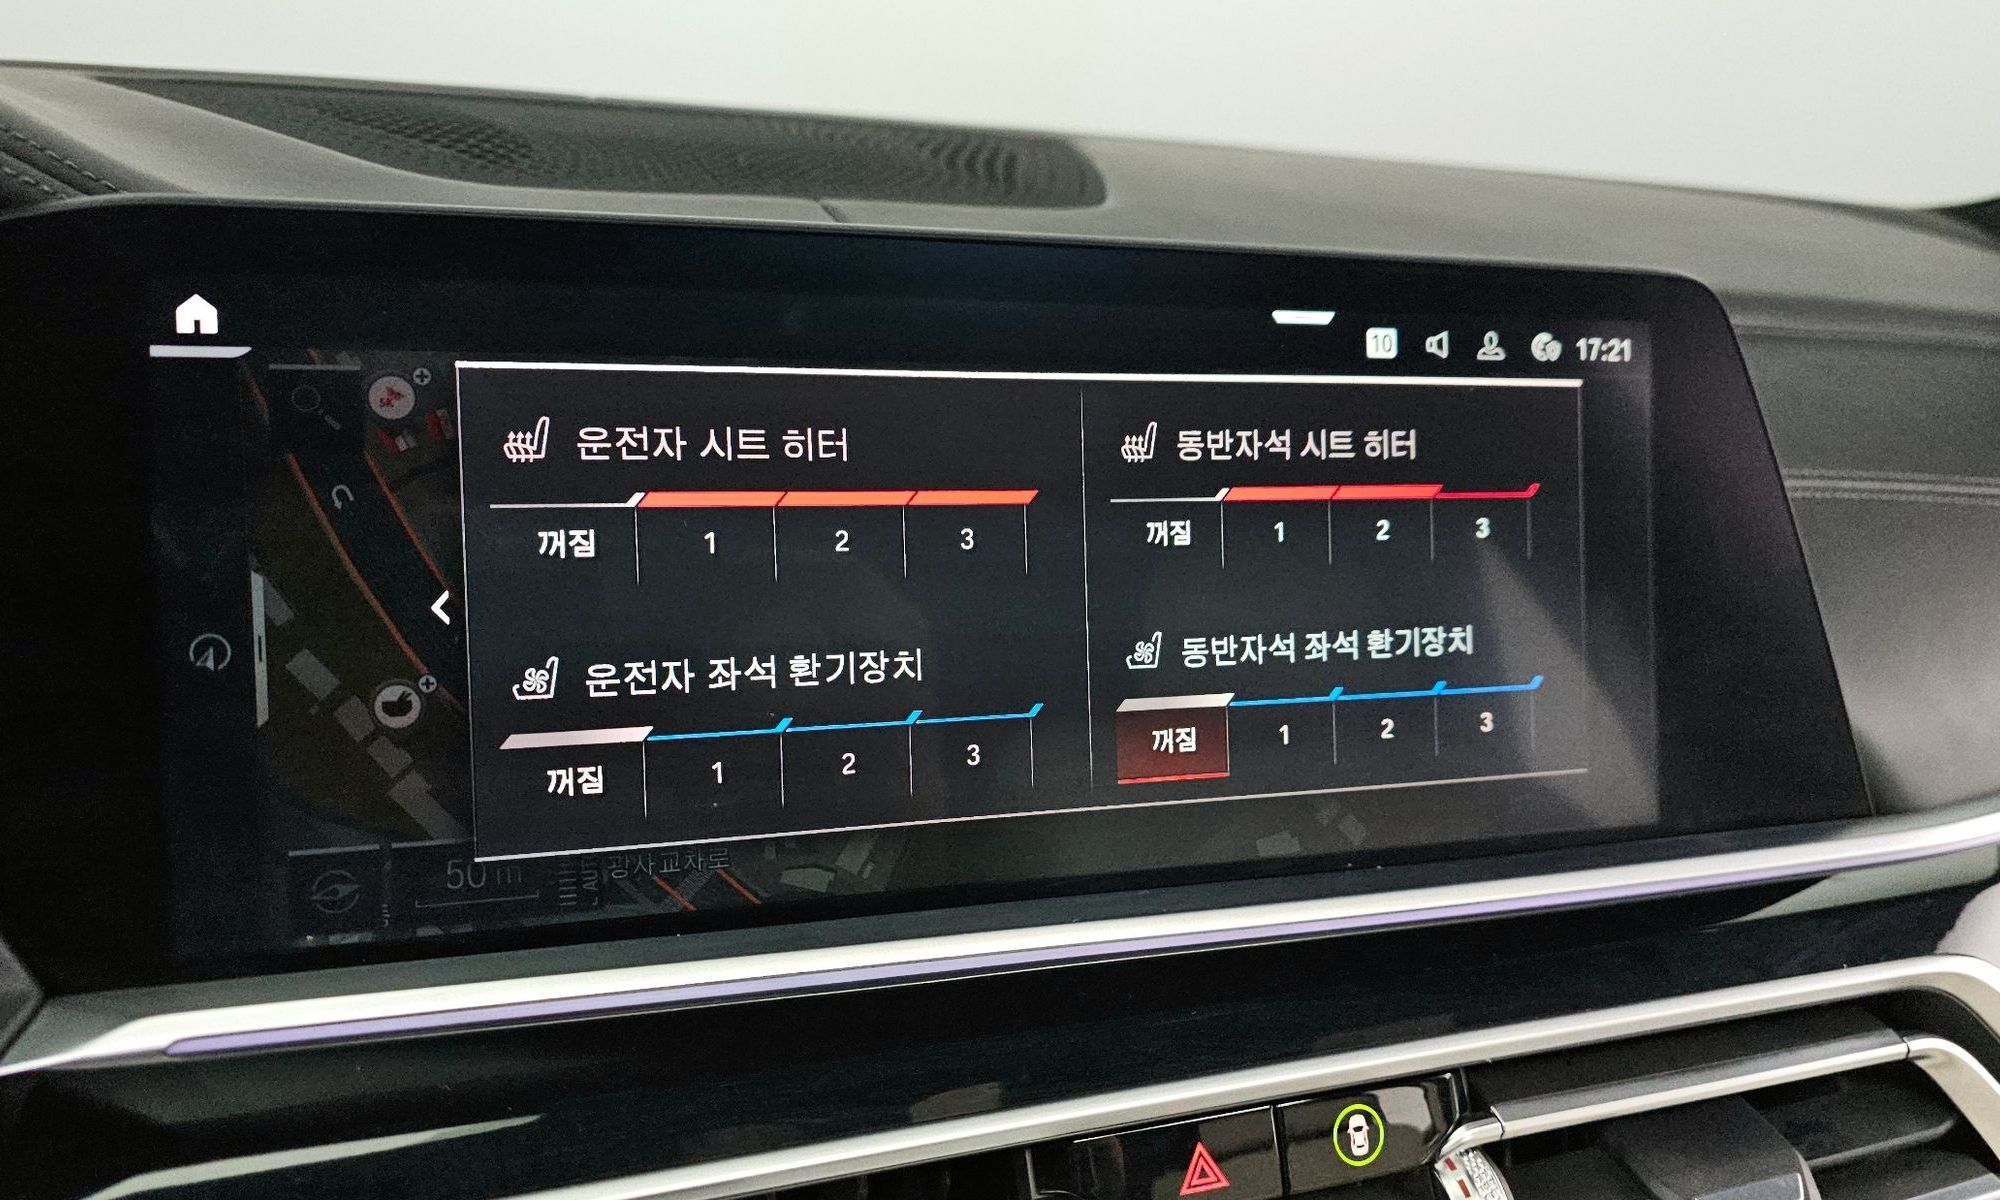 10 17:21
운전자 시트 히터
꺼짐 1 2 3
동반자석 시트 히터
꺼짐 1 2 3
운전자 좌석 환기장치
꺼짐 1 2 3
동반자석 좌석 환기장치
꺼짐 1 2 3
50 m
광사교차로
SK